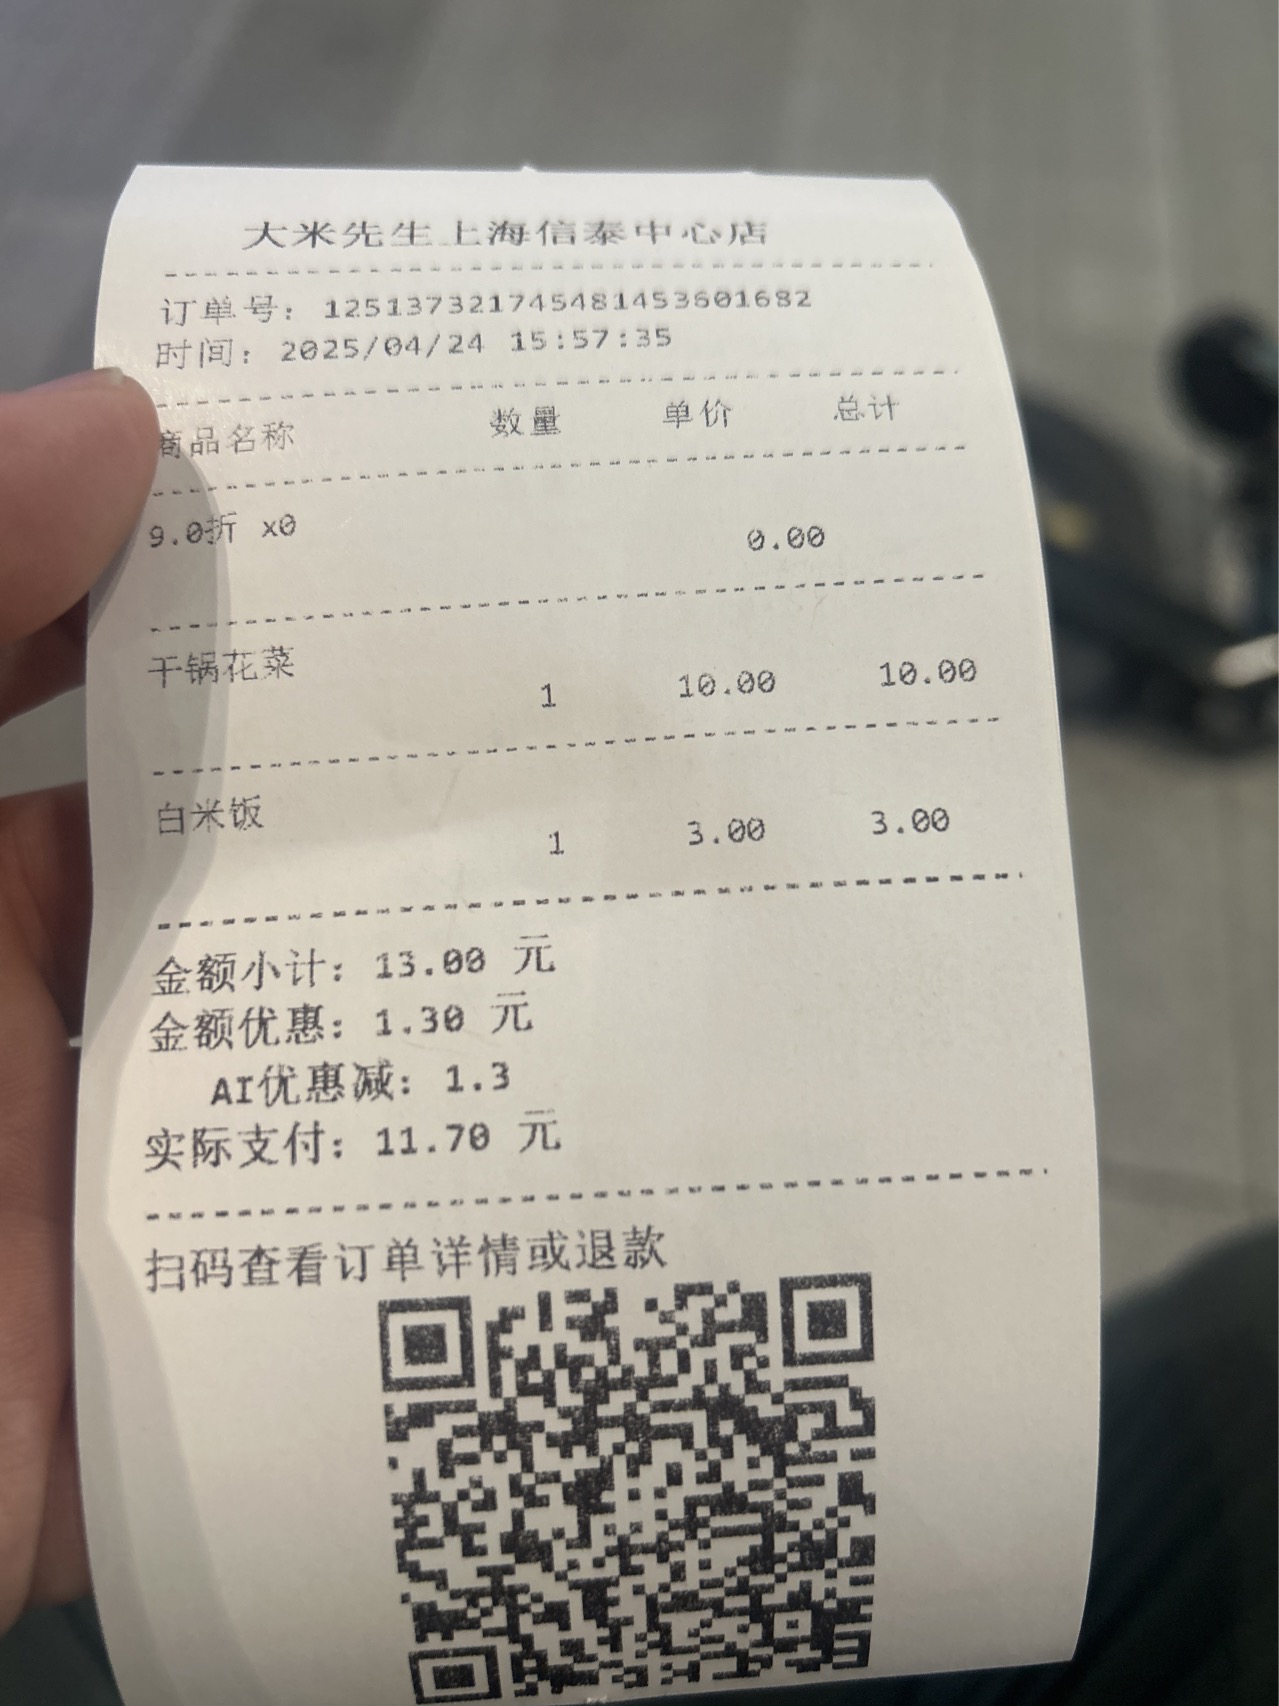 大米先生上海信泰中心店
订单号: 1251373217454814536​01682
时间: 2025/04/24 15:57:35
商品名称 数量 单价 总计
9.0折 x0 0.00
干锅花菜 1 10.00 10.00
白米饭 1 3.00 3.00
金额小计: 13.00 元
金额优惠: 1.30 元
AI优惠减: 1.3
实际支付: 11.70 元
扫码查看订单详情或退款